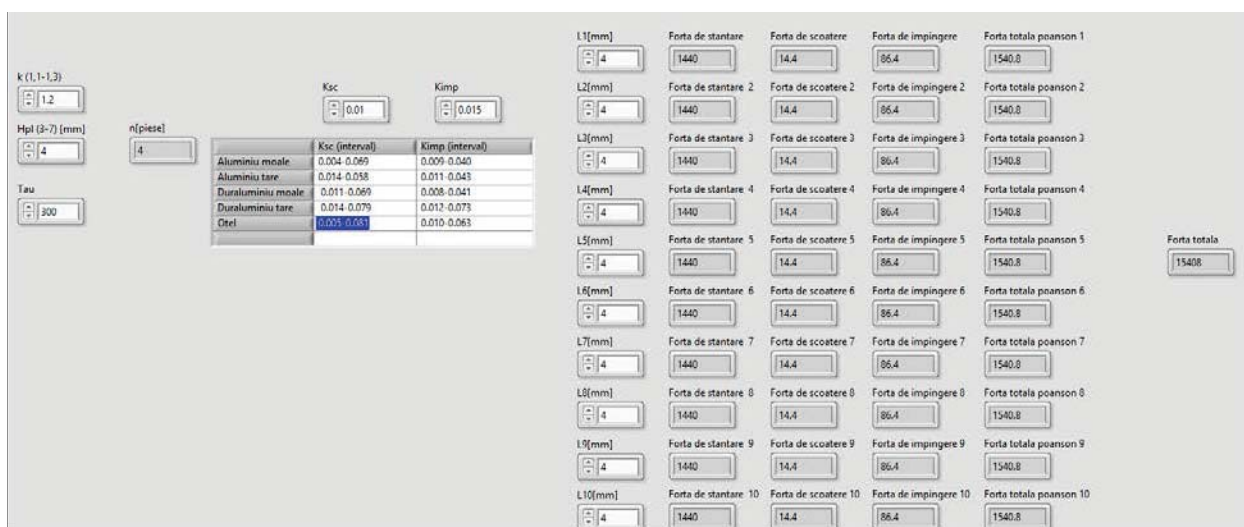 k (1,1-1,3)
1.2
Hpl (3-7) [mm]
4
n[piese]
4
Tau
300
Ksc
0.01
Kimp
0.015
Ksc (interval) Kimp (interval)
Aluminiu moale 0.004-0.069 0.009-0.040
Aluminiu tare 0.014-0.058 0.011-0.043
Duraluminiu moale 0.011-0.069 0.008-0.041
Duraluminiu tare 0.014-0.079 0.012-0.073
Otel 0.005-0.081 0.010-0.063
L1[mm] Forta de stantare Forta de scoatere Forta de impingere Forta totala poanson 1
4 1440 14.4 86.4 1540.8
L2[mm] Forta de stantare 2 Forta de scoatere 2 Forta de impingere 2 Forta totala poanson 2
4 1440 14.4 86.4 1540.8
L3[mm] Forta de stantare 3 Forta de scoatere 3 Forta de impingere 3 Forta totala poanson 3
4 1440 14.4 86.4 1540.8
L4[mm] Forta de stantare 4 Forta de scoatere 4 Forta de impingere 4 Forta totala poanson 4
4 1440 14.4 86.4 1540.8
L5[mm] Forta de stantare 5 Forta de scoatere 5 Forta de impingere 5 Forta totala poanson 5
4 1440 14.4 86.4 1540.8
L6[mm] Forta de stantare 6 Forta de scoatere 6 Forta de impingere 6 Forta totala poanson 6
4 1440 14.4 86.4 1540.8
L7[mm] Forta de stantare 7 Forta de scoatere 7 Forta de impingere 7 Forta totala poanson 7
4 1440 14.4 86.4 1540.8
L8[mm] Forta de stantare 8 Forta de scoatere 8 Forta de impingere 8 Forta totala poanson 8
4 1440 14.4 86.4 1540.8
L9[mm] Forta de stantare 9 Forta de scoatere 9 Forta de impingere 9 Forta totala poanson 9
4 1440 14.4 86.4 1540.8
L10[mm] Forta de stantare 10 Forta de scoatere 10 Forta de impingere 10 Forta totala poanson 10
4 1440 14.4 86.4 1540.8
Forta totala
15408